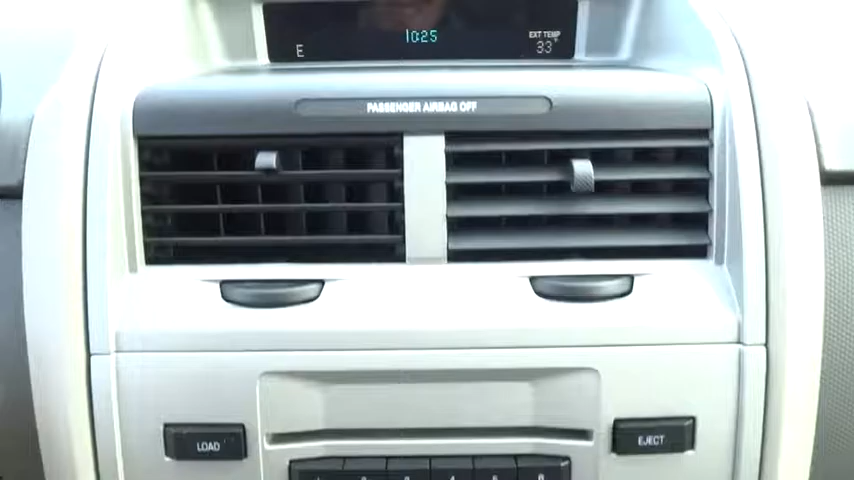 10:25
EXT TEMP
E
33°F
PASSENGER AIRBAG OFF
LOAD
EJECT